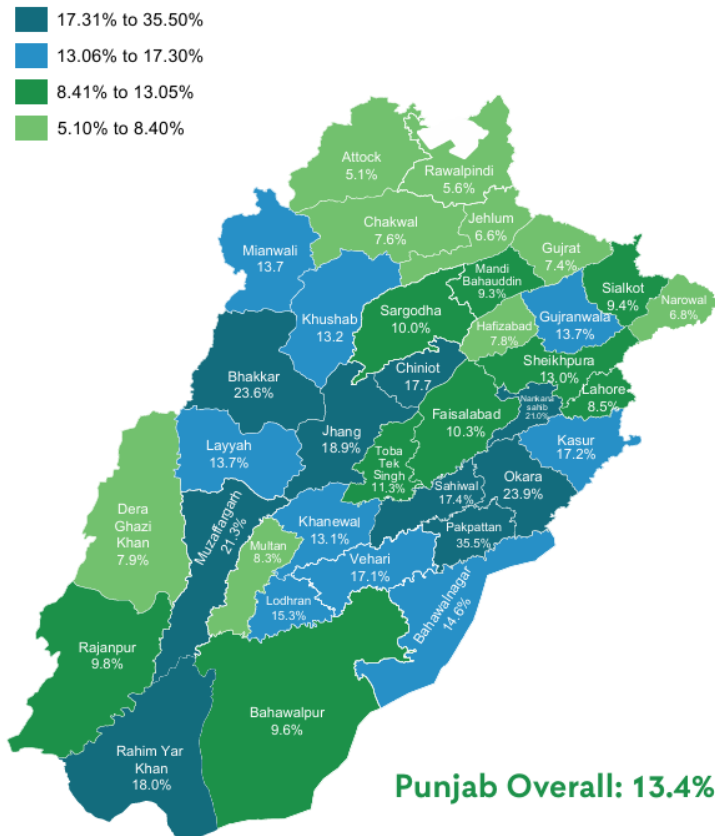 17.31% to 35.50%
13.06% to 17.30%
8.41% to 13.05%
5.10% to 8.40%
Attock
5.1%
Rawalpindi
5.6%
Chakwal
7.6%
Jehlum
6.6%
Mianwali
13.7
Gujrat
7.4%
Mandi
Bahauddin
9.3%
Sialkot
9.4%
Narowal
6.8%
Khushab
13.2
Sargodha
10.0%
Hafizabad
7.8%
Gujranwala
13.7%
Bhakkar
23.6%
Chiniot
17.7
Sheikhpura
13.0%
Lahore
8.5%
Nankana
sahib
21.0%
Faisalabad
10.3%
Jhang
18.9%
Layyah
13.7%
Toba
Tek
Singh
11.3%
Kasur
17.2%
Okara
23.9%
Sahiwal
17.4%
Dera
Ghazi
Khan
7.9%
Muzaffargarh
21.3%
Khanewal
13.1%
Pakpattan
35.5%
Multan
8.3%
Vehari
17.1%
Lodhran
15.3%
Bahawalnagar
14.6%
Rajanpur
9.8%
Bahawalpur
9.6%
Rahim Yar
Khan
18.0%
Punjab Overall: 13.4%